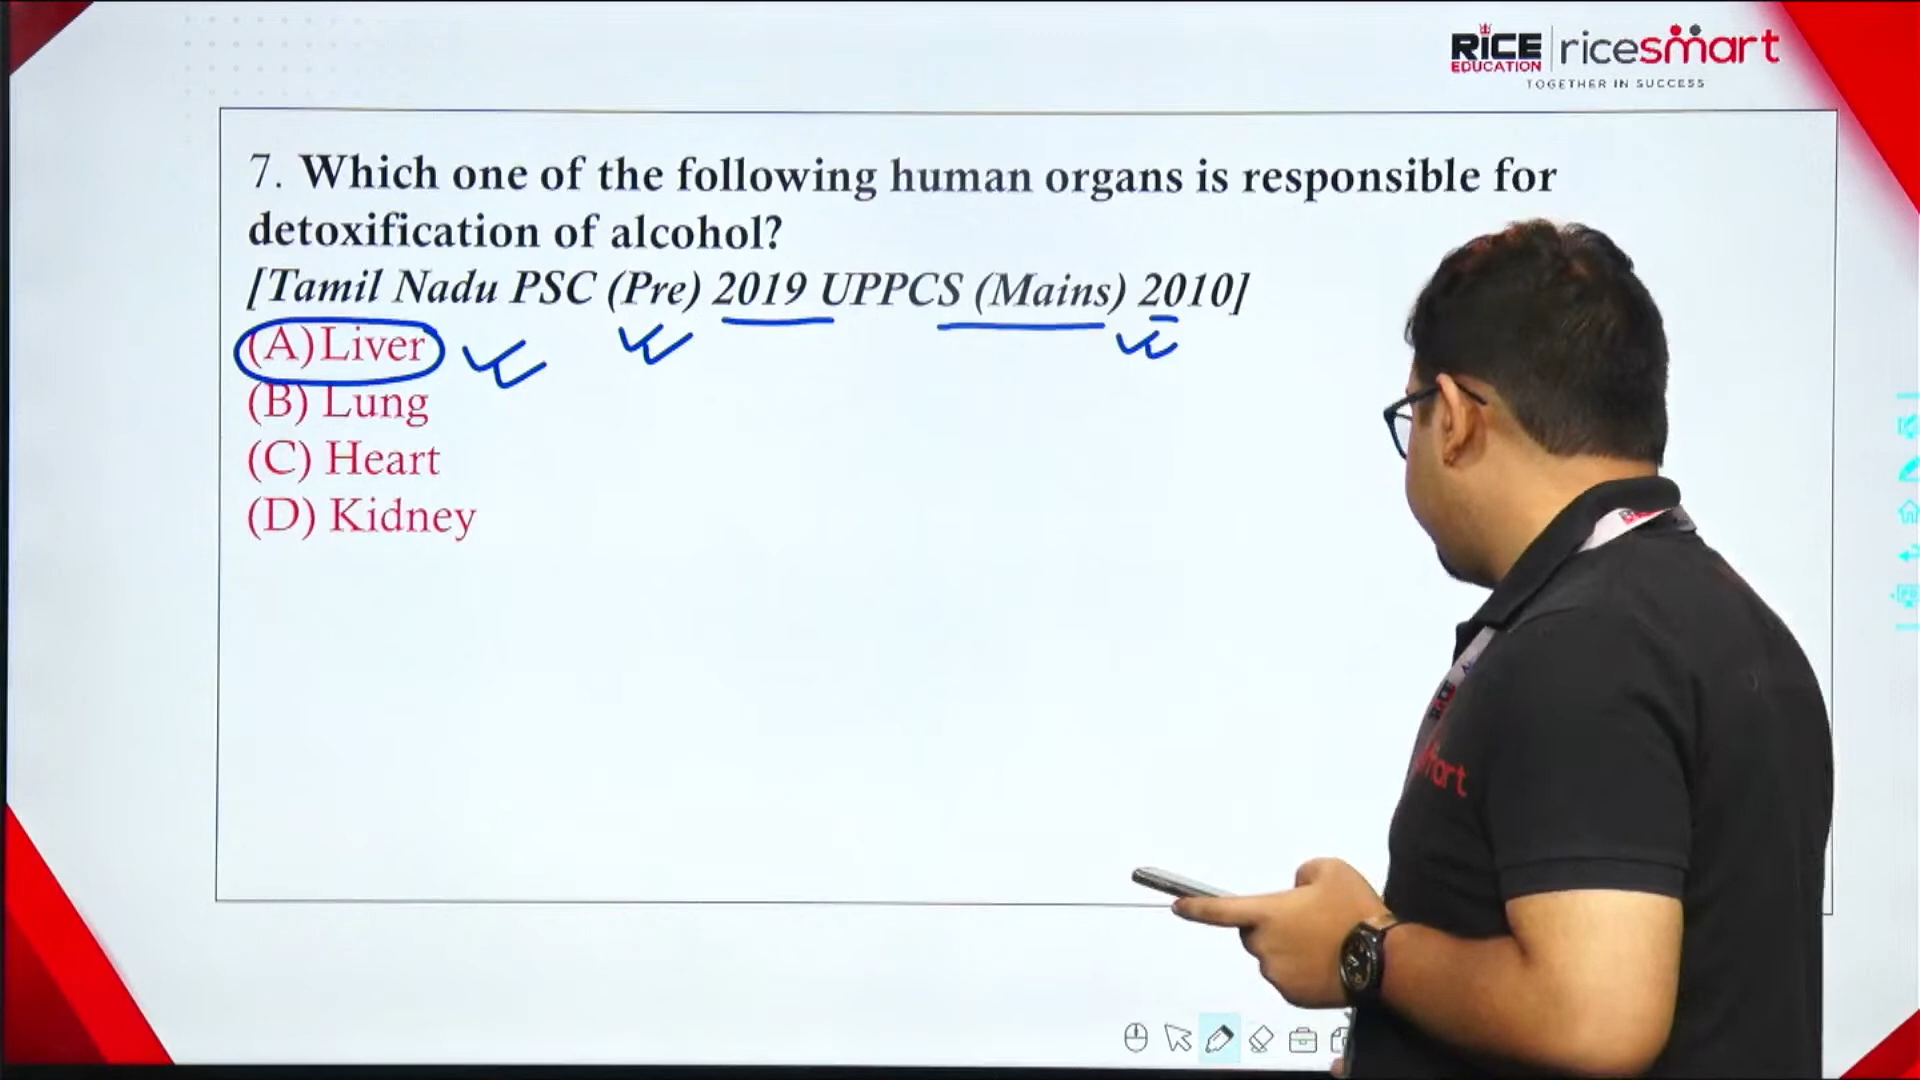 RICE EDUCATION ricesmart
TOGETHER IN SUCCESS
7. Which one of the following human organs is responsible for
detoxification of alcohol?
[Tamil Nadu PSC (Pre) 2019 UPPCS (Mains) 2010]
(A) Liver
(B) Lung
(C) Heart
(D) Kidney